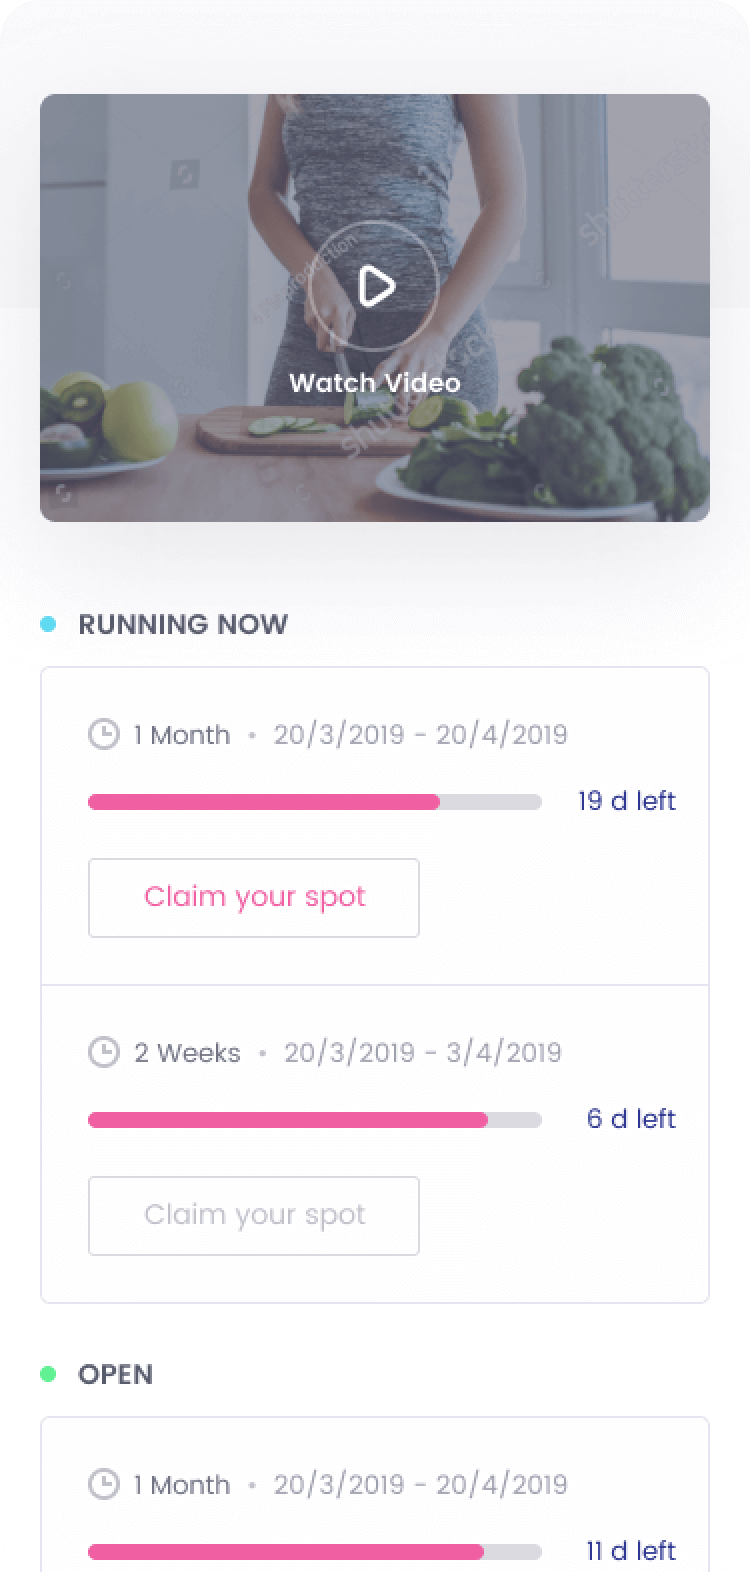 Watch Video
RUNNING NOW
1 Month • 20/3/2019 - 20/4/2019
19 d left
Claim your spot
2 Weeks • 20/3/2019 - 3/4/2019
6 d left
Claim your spot
OPEN
1 Month • 20/3/2019 - 20/4/2019
11 d left